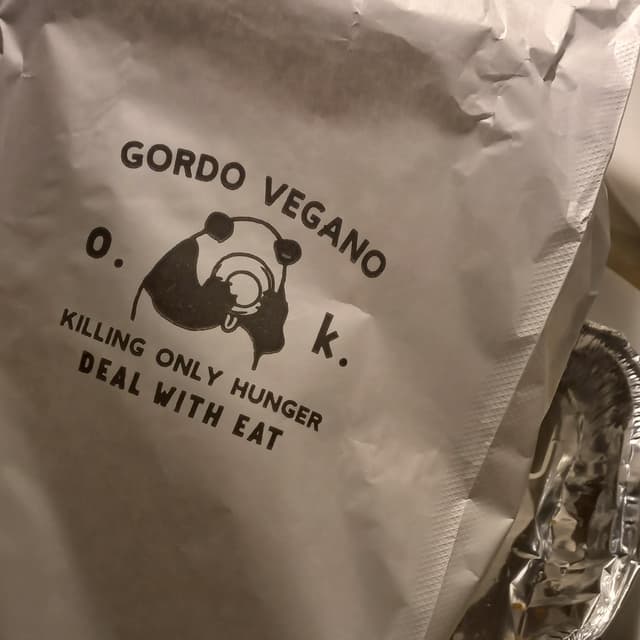 GORDO VEGANO
O. k.
KILLING ONLY HUNGER
DEAL WITH EAT